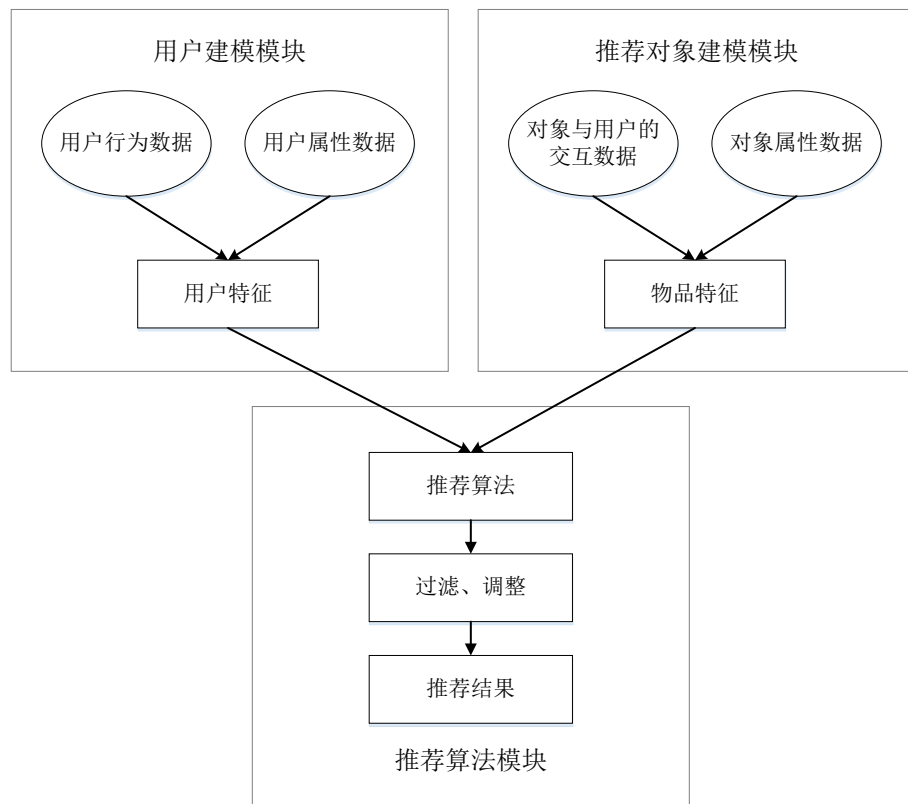 用户建模模块
用户行为数据
用户属性数据
用户特征
推荐对象建模模块
对象与用户的
交互数据
对象属性数据
物品特征
推荐算法
过滤、调整
推荐结果
推荐算法模块